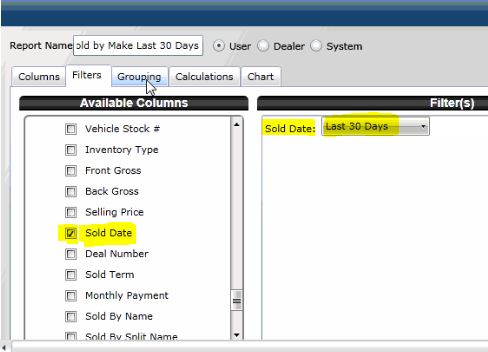 Report Name old by Make Last 30 Days User Dealer System
Columns Filters Grouping Calculations Chart
Available Columns Filter(s)
Vehicle Stock # Sold Date: Last 30 Days
Inventory Type
Front Gross
Back Gross
Selling Price
Sold Date
Deal Number
Sold Term
Monthly Payment
Sold By Name
Sold By Split Name